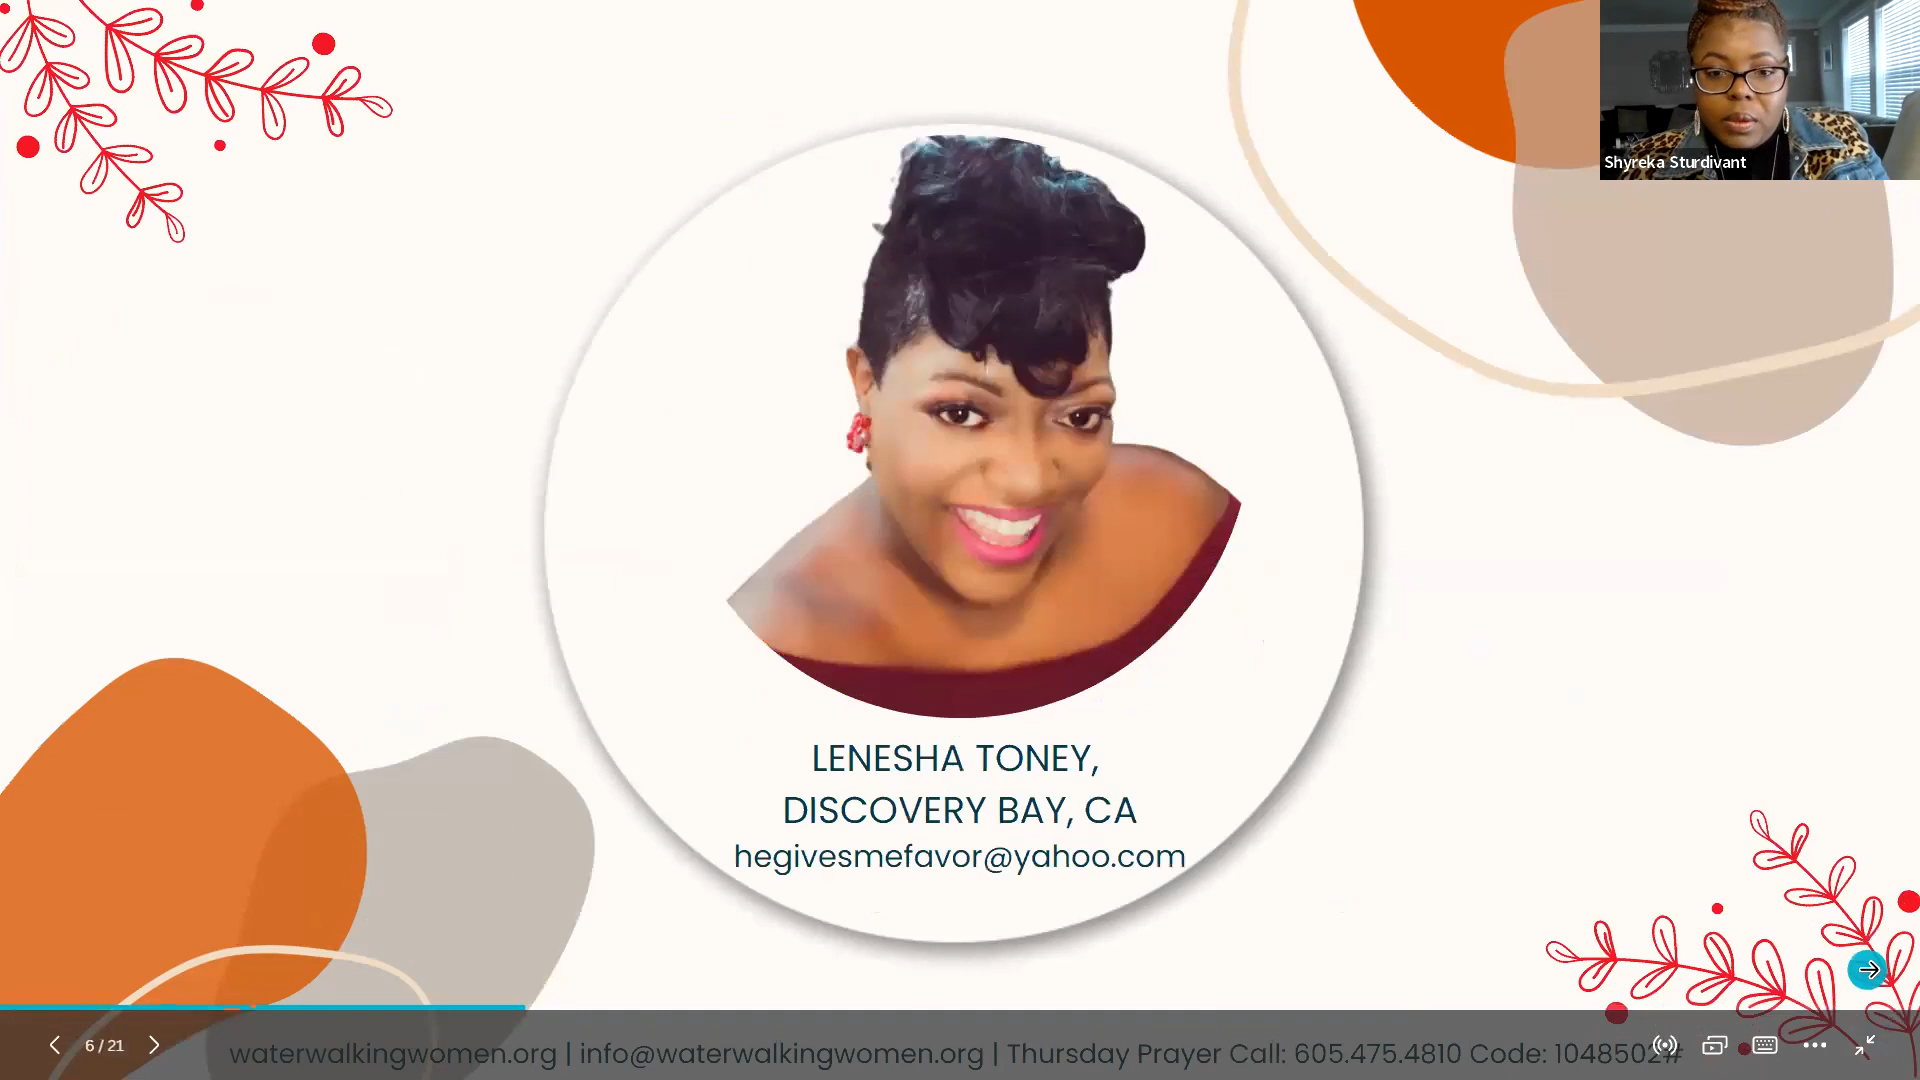 Shyreka Sturdivant
LENESHA TONEY,
DISCOVERY BAY, CA
hegivesmefavor@yahoo.com
6 / 21
waterwalkingwomen.org | info@waterwalkingwomen.org | Thursday Prayer Call: 605.475.4810 Code: 1048502#